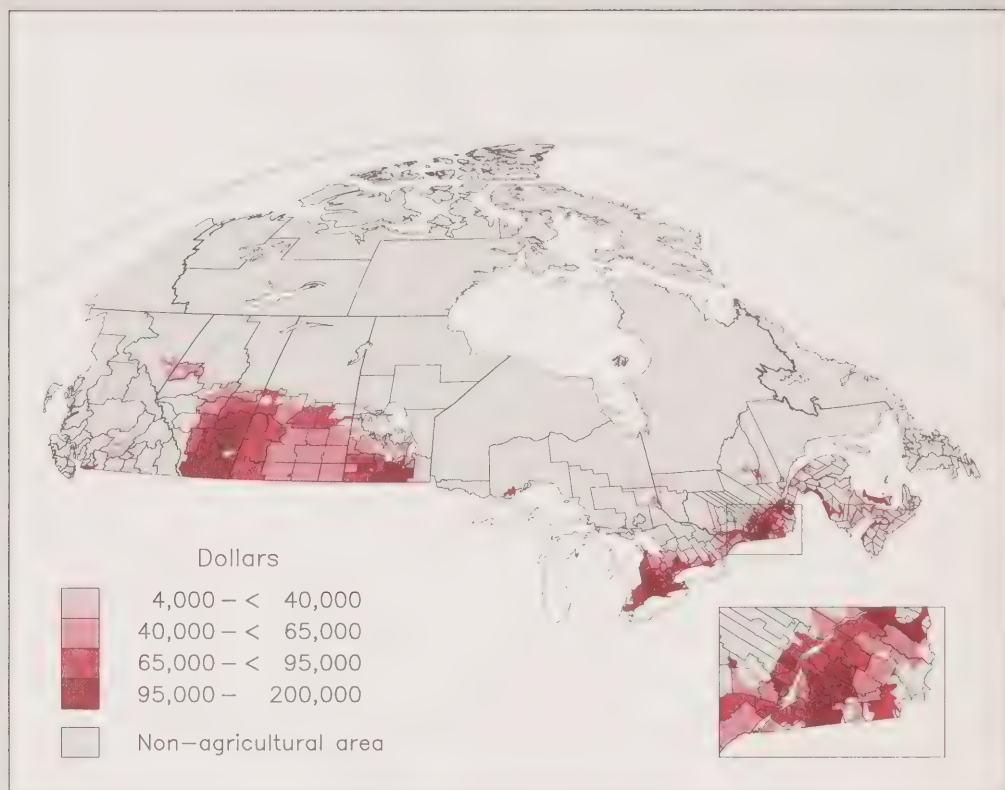 Dollars
4,000 – < 40,000
40,000 – < 65,000
65,000 – < 95,000
95,000 – 200,000
Non–agricultural area